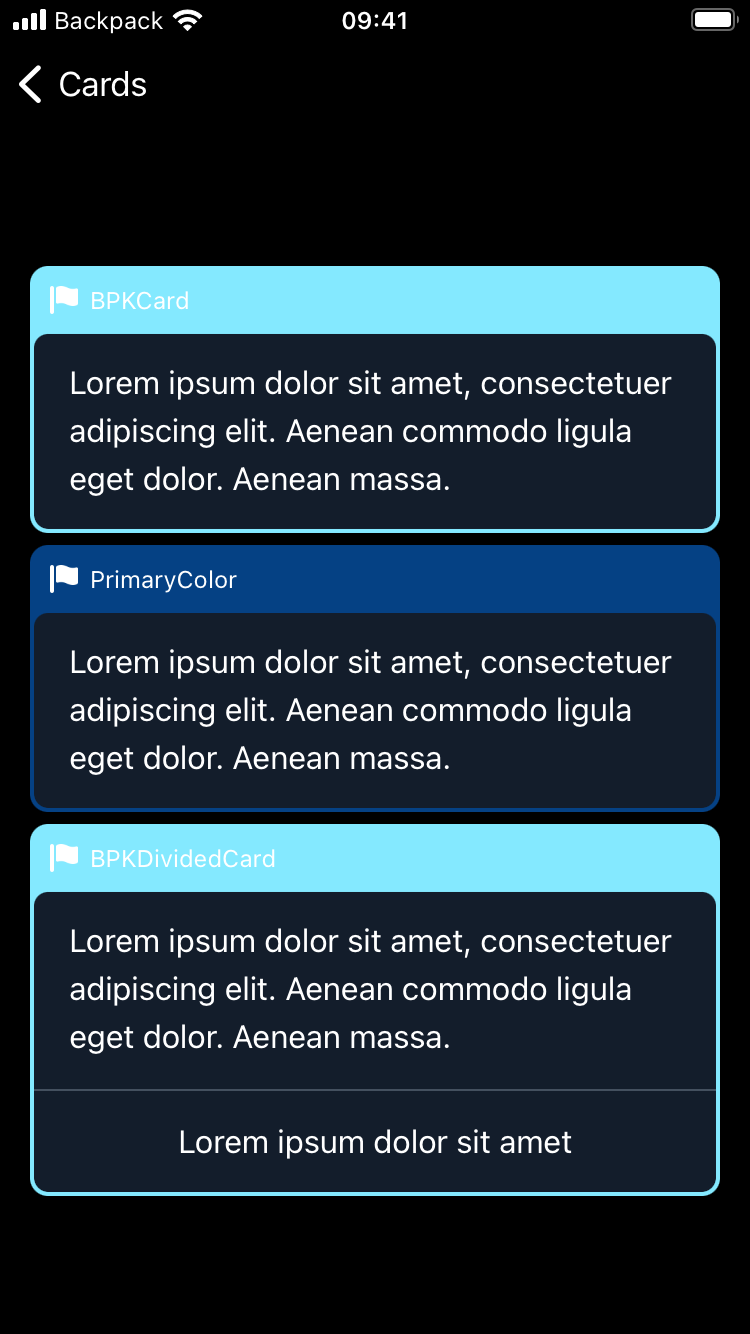 Backpack 09:41
Cards
BPKCard
Lorem ipsum dolor sit amet, consectetuer
adipiscing elit. Aenean commodo ligula
eget dolor. Aenean massa.
PrimaryColor
Lorem ipsum dolor sit amet, consectetuer
adipiscing elit. Aenean commodo ligula
eget dolor. Aenean massa.
BPKDividedCard
Lorem ipsum dolor sit amet, consectetuer
adipiscing elit. Aenean commodo ligula
eget dolor. Aenean massa.
Lorem ipsum dolor sit amet